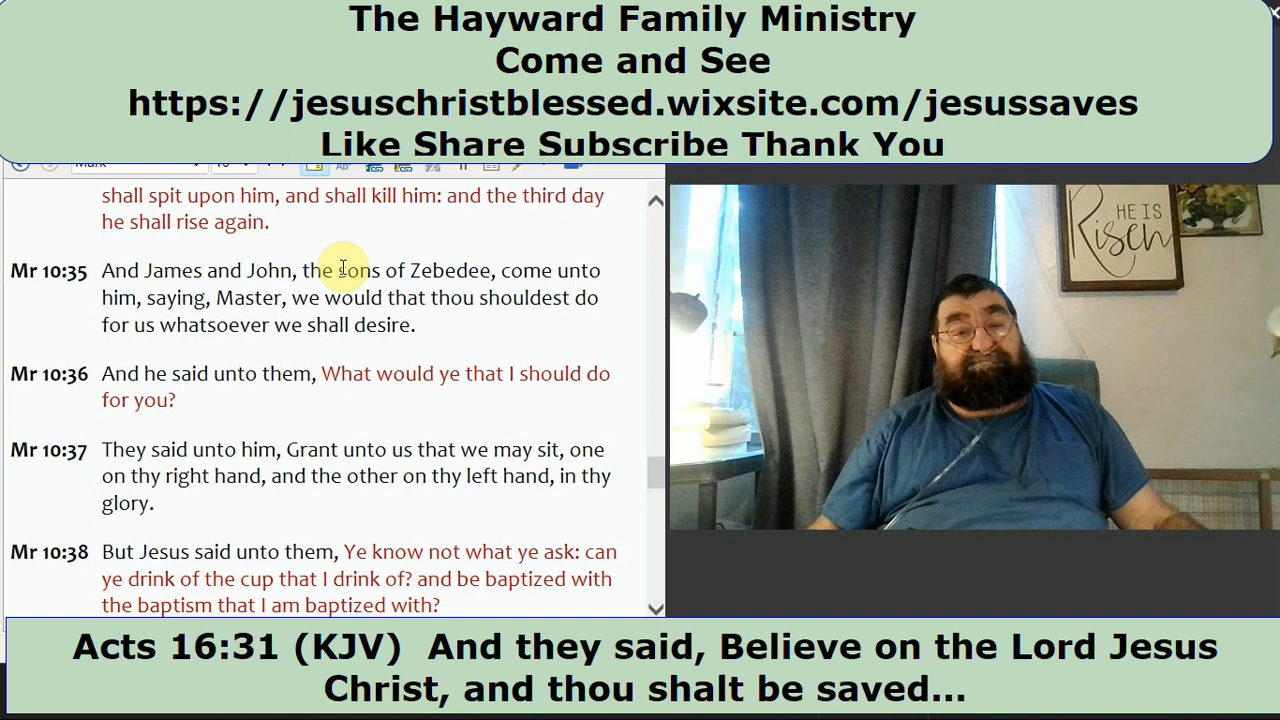 The Hayward Family Ministry
Come and See
https://jesuschristblessed.wixsite.com/jesussaves
Like Share Subscribe Thank You
shall spit upon him, and shall kill him: and the third day
he shall rise again.
Mr 10:35 And James and John, the sons of Zebedee, come unto
him, saying, Master, we would that thou shouldest do
for us whatsoever we shall desire.
Mr 10:36 And he said unto them, What would ye that I should do
for you?
Mr 10:37 They said unto him, Grant unto us that we may sit, one
on thy right hand, and the other on thy left hand, in thy
glory.
Mr 10:38 But Jesus said unto them, Ye know not what ye ask: can
ye drink of the cup that I drink of? and be baptized with
the baptism that I am baptized with?
HE IS
Risen
Acts 16:31 (KJV) And they said, Believe on the Lord Jesus
Christ, and thou shalt be saved...